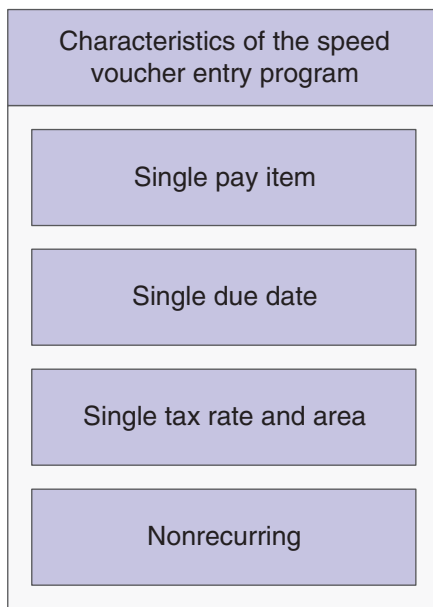 Characteristics of the speed
voucher entry program
Single pay item
Single due date
Single tax rate and area
Nonrecurring